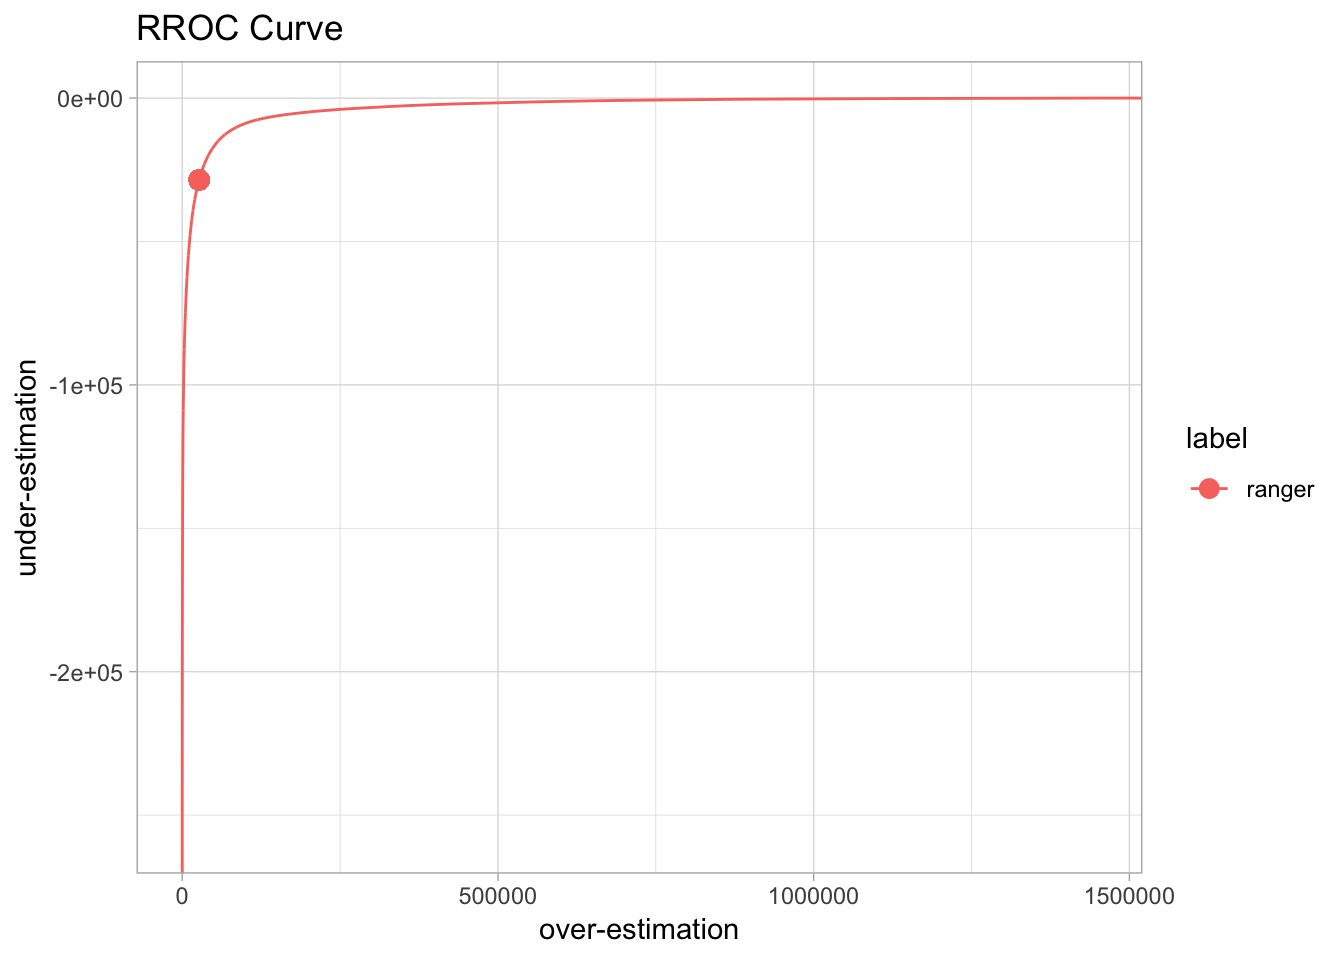 RROC Curve
0e+00
-1e+05
-2e+05
under-estimation
0
500000
1000000
1500000
over-estimation
label
ranger